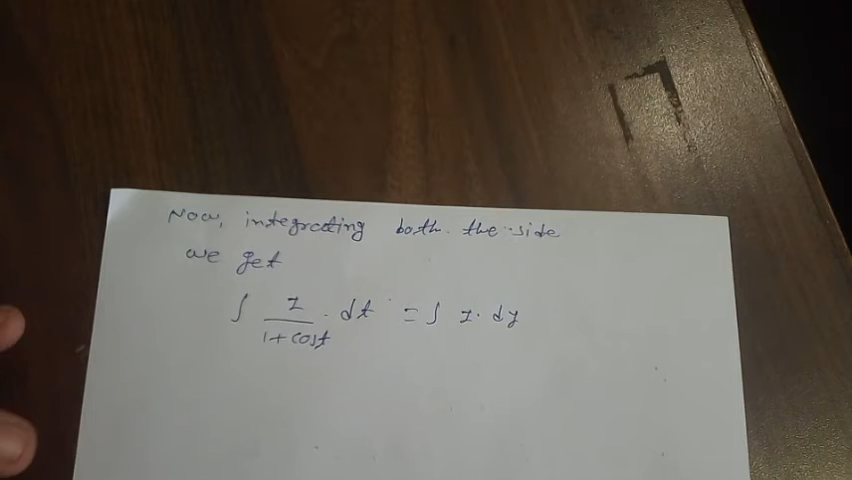 Now, integrating both the side
we get
∫ 1/(1+cost) · dt = ∫ 1 · dy